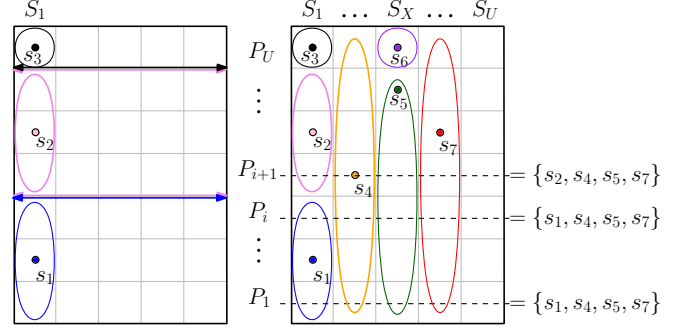 S_1
S_1 ... S_X ... S_U
s_3
P_U
s_3
s_6
⋮
s_5
s_2
s_2
s_7
P_{i+1}
s_4
= {s_2, s_4, s_5, s_7}
P_i
= {s_1, s_4, s_5, s_7}
⋮
s_1
s_1
P_1
= {s_1, s_4, s_5, s_7}